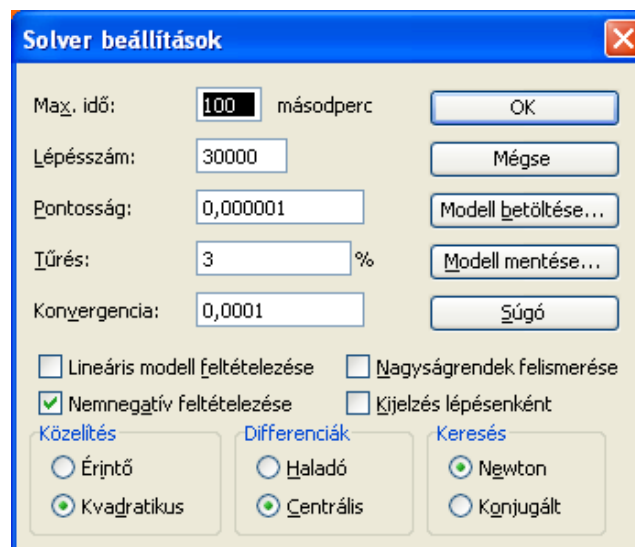 Solver beállítások
Max. idő: 100 másodperc OK
Lépésszám: 30000 Mégse
Pontosság: 0,000001 Modell betöltése...
Tűrés: 3 % Modell mentése...
Konvergencia: 0,0001 Súgó
Lineáris modell feltételezése Nagyságrendek felismerése
Nemnegatív feltételezése Kijelzés lépésenként
Közelítés Differenciák Keresés
Érintő Haladó Newton
Kvadratikus Centrális Konjugált